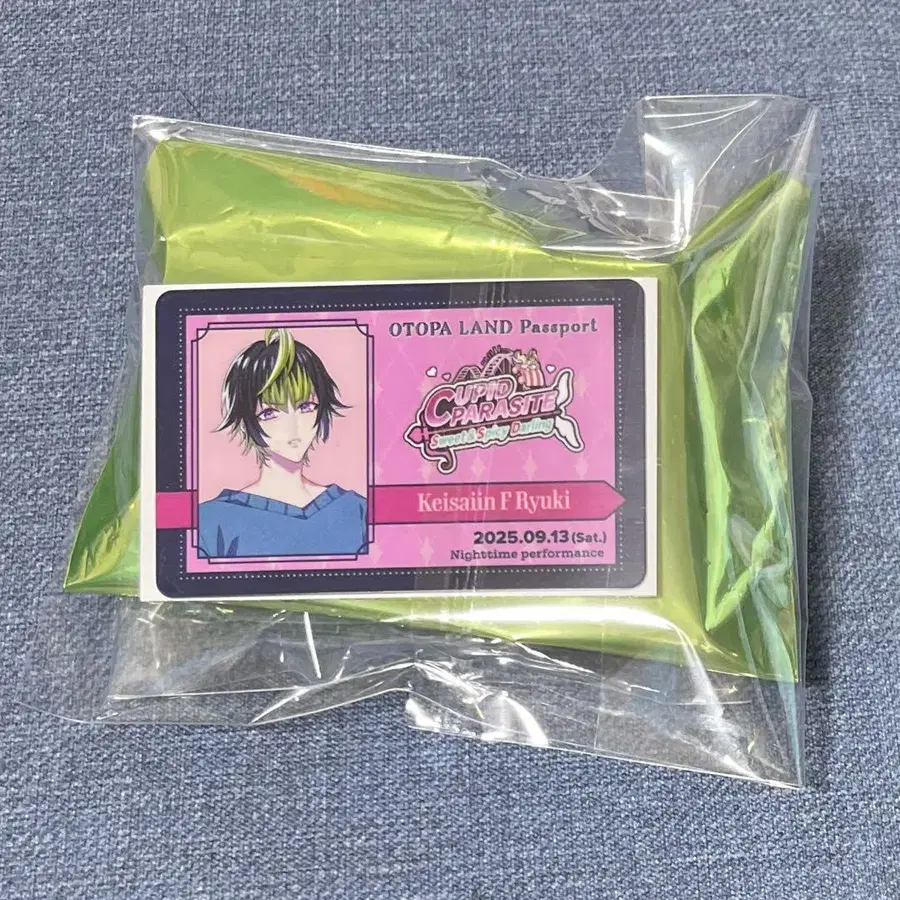 OTOPA LAND Passport
CUPID
PARASITE
Sweet & Spicy Darling
Keisaiin F Ryuki
2025.09.13 (Sat.)
Nighttime performance